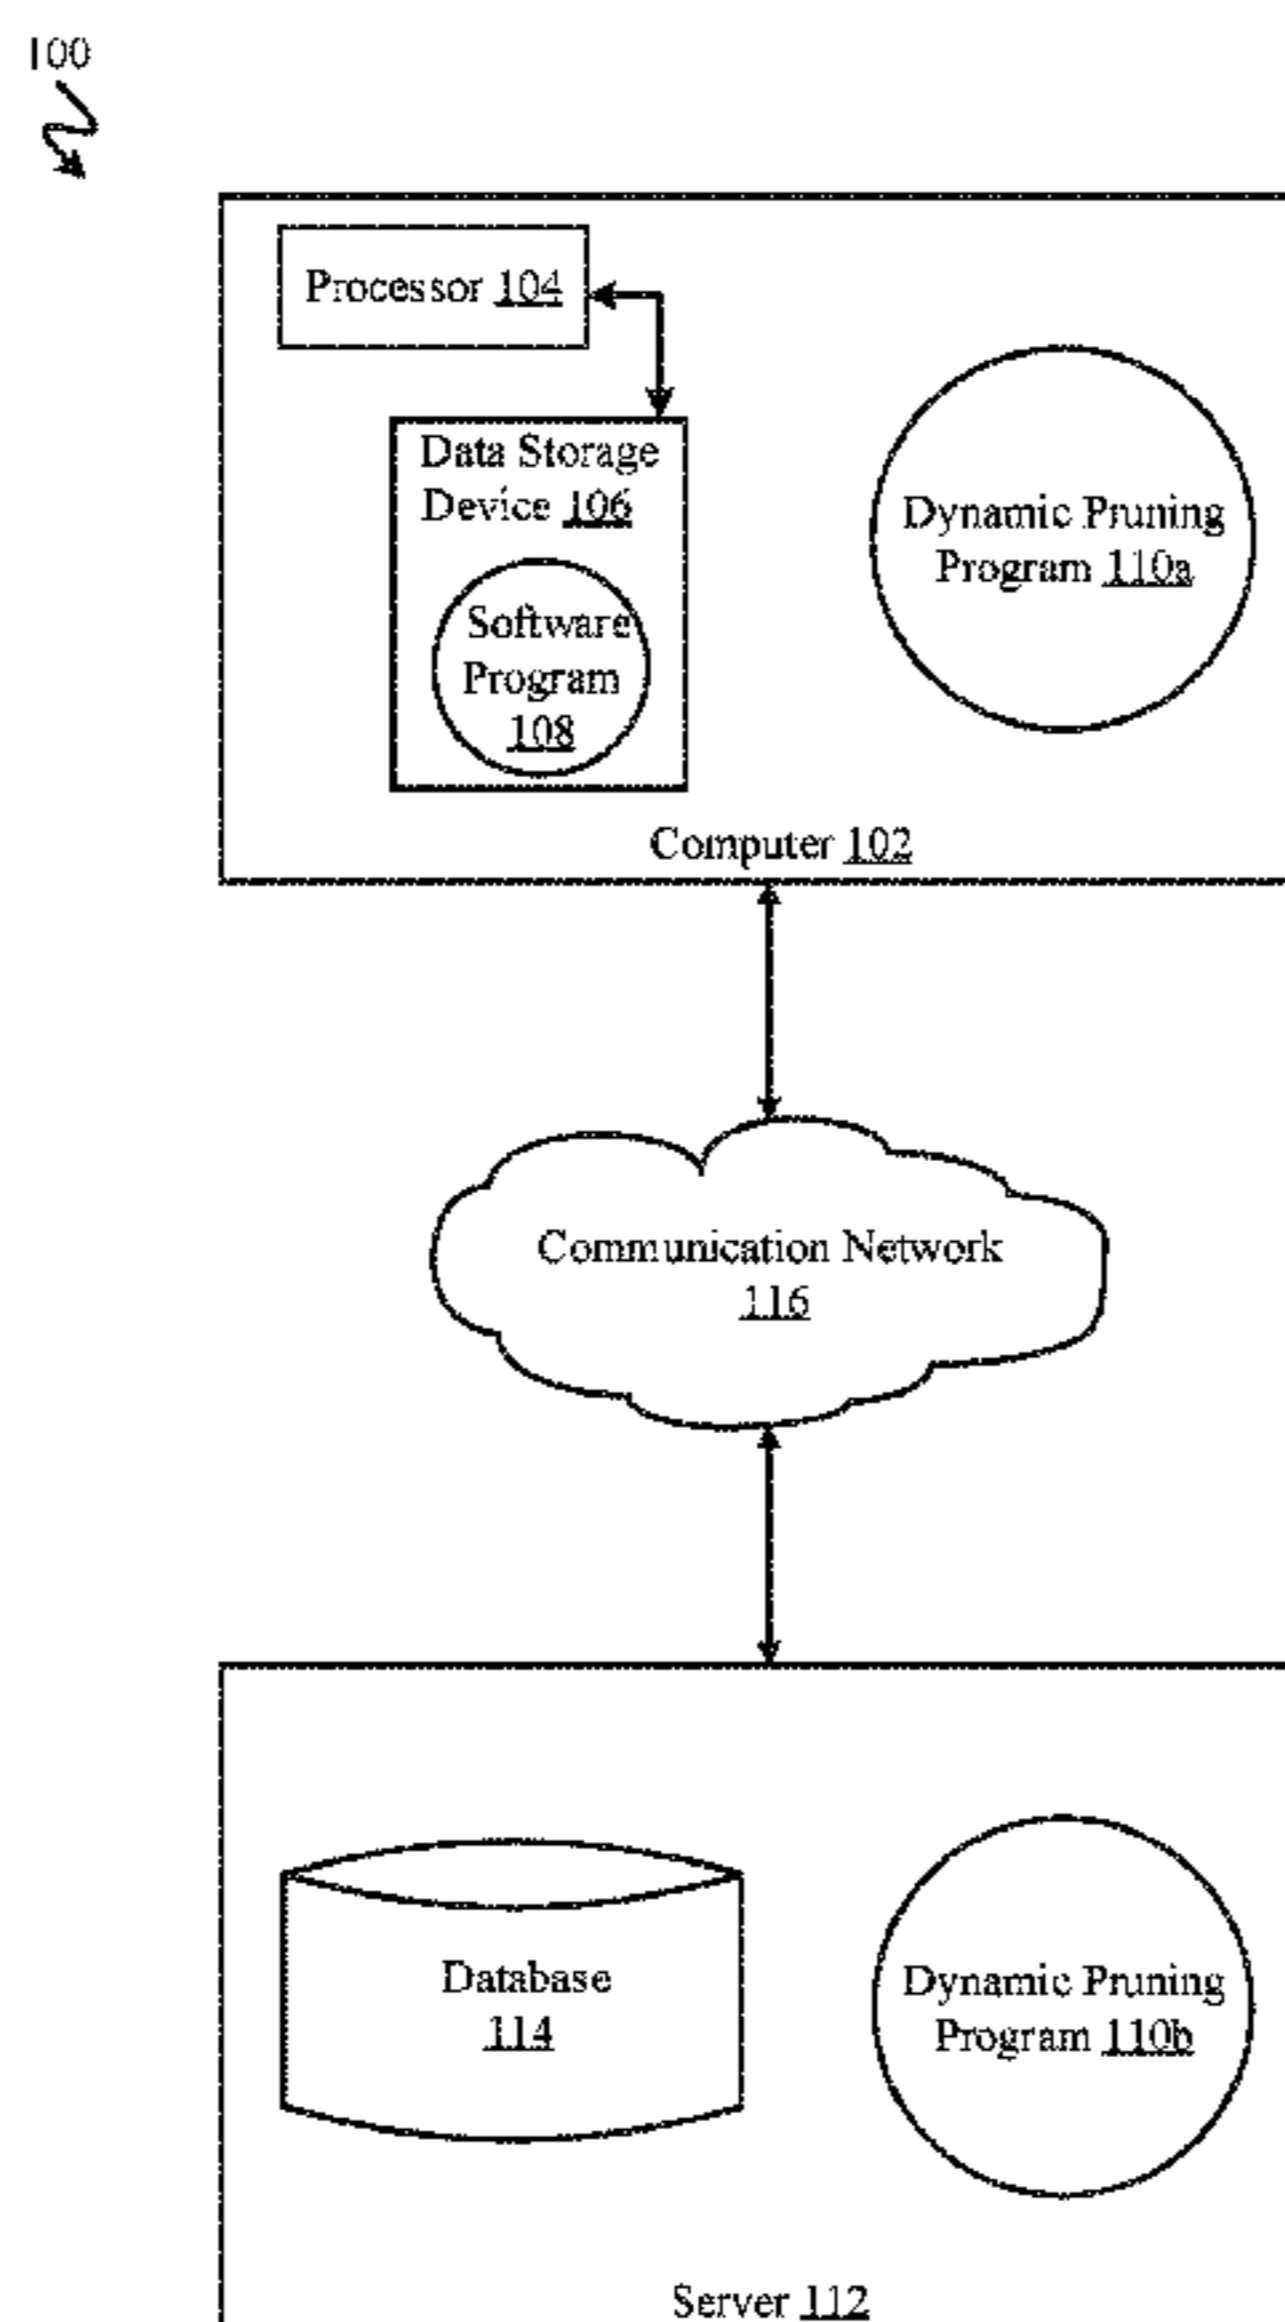 100
Processor 104
Data Storage
Device 106
Software
Program
108
Dynamic Pruning
Program 110a
Computer 102
Communication Network
116
Database
114
Dynamic Pruning
Program 110b
Server 112